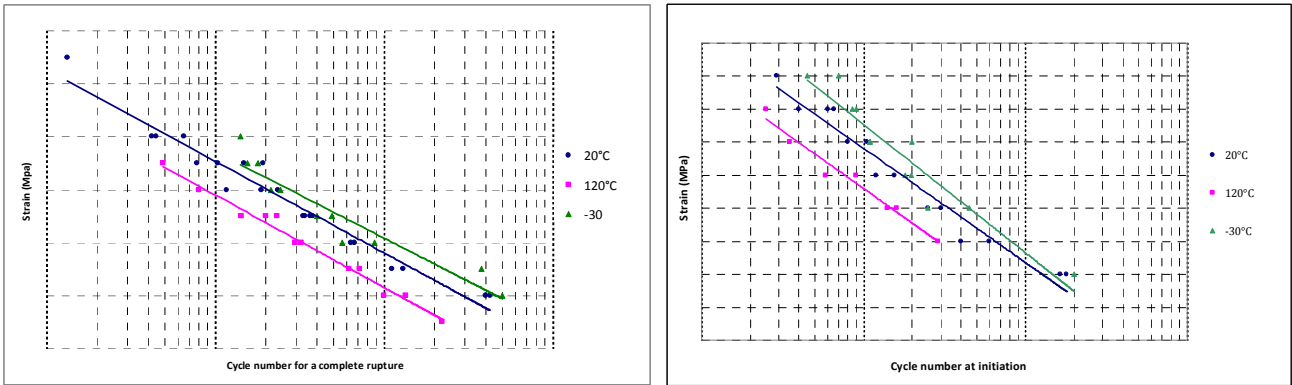 Strain (Mpa)
20°C
120°C
-30
Cycle number for a complete rupture
Strain (MPa)
20°C
120°C
-30°C
Cycle number at initiation